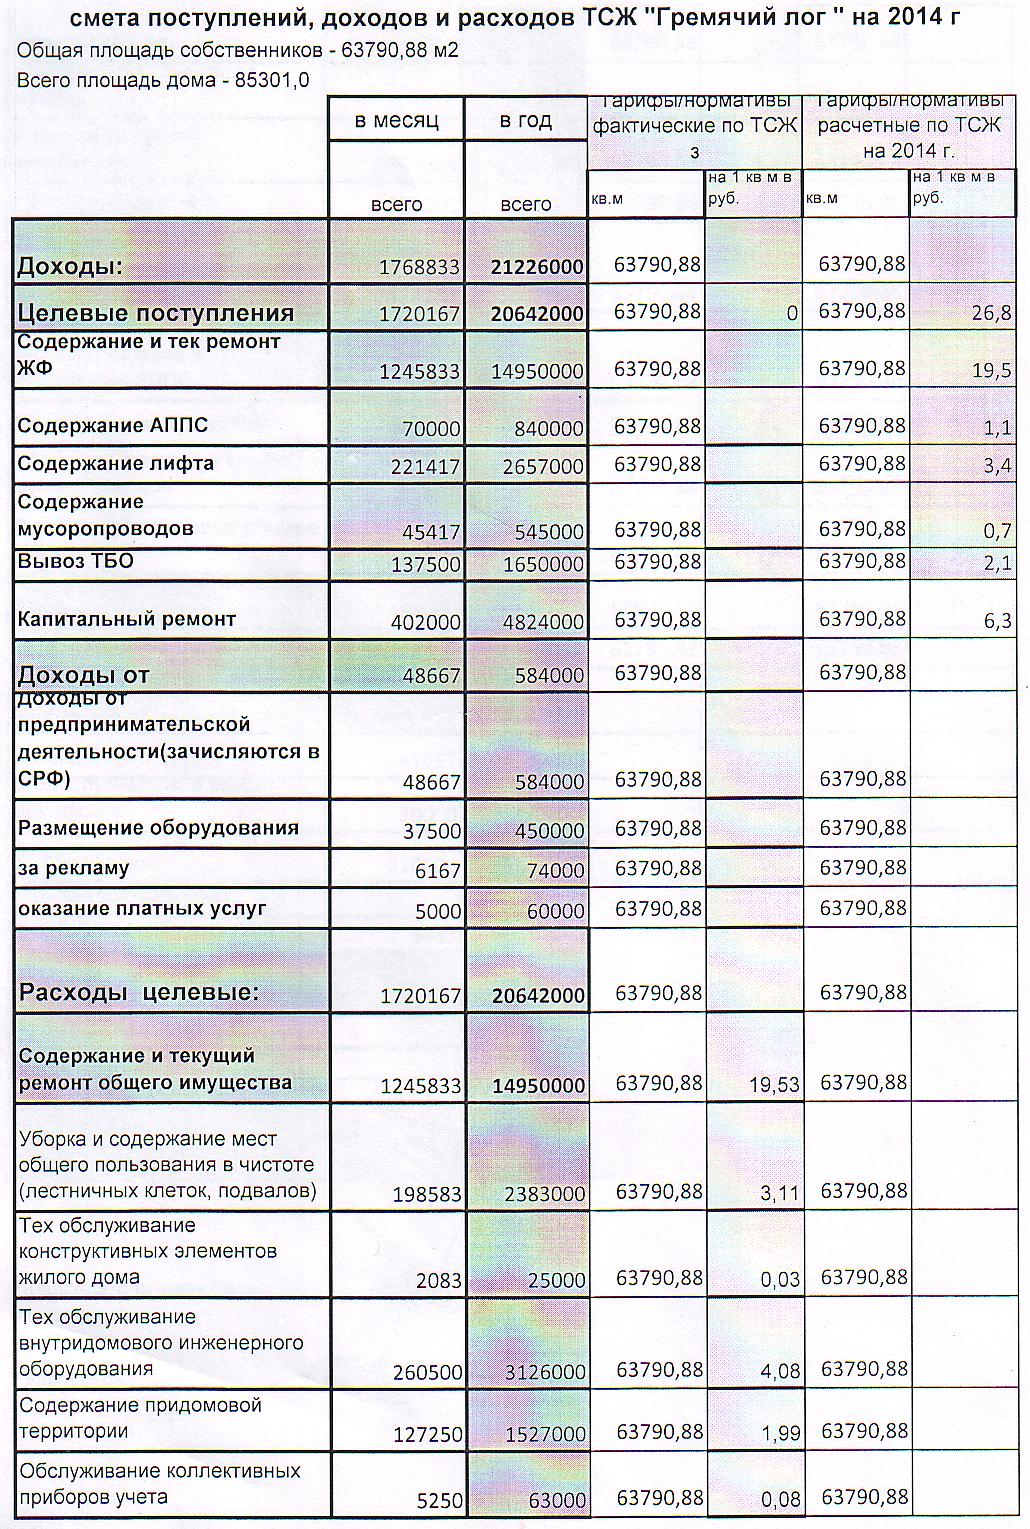 смета поступлений, доходов и расходов ТСЖ "Гремячий лог " на 2014 г
Общая площадь собственников - 63790,88 м2
Всего площадь дома - 85301,0
в месяц в год Тарифы/нормативы фактические по ТСЖ з Тарифы/нормативы расчетные по ТСЖ на 2014 г.
всего всего кв.м на 1 кв м в руб. кв.м на 1 кв м в руб.
Доходы: 1768833 21226000 63790,88 63790,88
Целевые поступления 1720167 20642000 63790,88 0 63790,88 26,8
Содержание и тек ремонт
ЖФ 1245833 14950000 63790,88 63790,88 19,5
Содержание АППС 70000 840000 63790,88 63790,88 1,1
Содержание лифта 221417 2657000 63790,88 63790,88 3,4
Содержание
мусоропроводов 45417 545000 63790,88 63790,88 0,7
Вывоз ТБО 137500 1650000 63790,88 63790,88 2,1
Капитальный ремонт 402000 4824000 63790,88 63790,88 6,3
Доходы от 48667 584000 63790,88 63790,88
доходы от
предпринимательской
деятельности(зачисляются в
СРФ) 48667 584000 63790,88 63790,88
Размещение оборудования 37500 450000 63790,88 63790,88
за рекламу 6167 74000 63790,88 63790,88
оказание платных услуг 5000 60000 63790,88 63790,88
Расходы целевые: 1720167 20642000 63790,88 63790,88
Содержание и текущий
ремонт общего имущества 1245833 14950000 63790,88 19,53 63790,88
Уборка и содержание мест
общего пользования в чистоте
(лестничных клеток, подвалов) 198583 2383000 63790,88 3,11 63790,88
Тех обслуживание
конструктивных элементов
жилого дома 2083 25000 63790,88 0,03 63790,88
Тех обслуживание
внутридомового инженерного
оборудования 260500 3126000 63790,88 4,08 63790,88
Содержание придомовой
территории 127250 1527000 63790,88 1,99 63790,88
Обслуживание коллективных
приборов учета 5250 63000 63790,88 0,08 63790,88